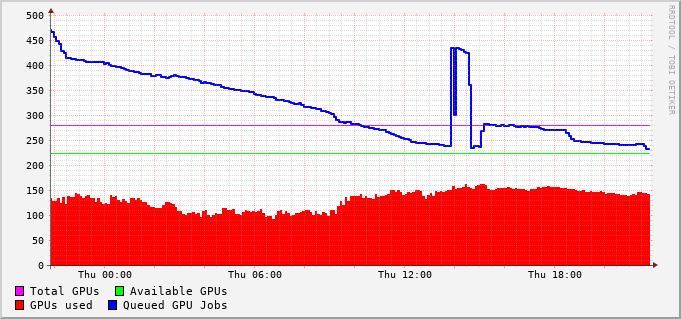 500
450
400
350
300
250
200
150
100
50
0
Thu 00:00 Thu 06:00 Thu 12:00 Thu 18:00
Total GPUs Available GPUs
GPUs used Queued GPU Jobs
RRDTOOL / TOBI OETIKER